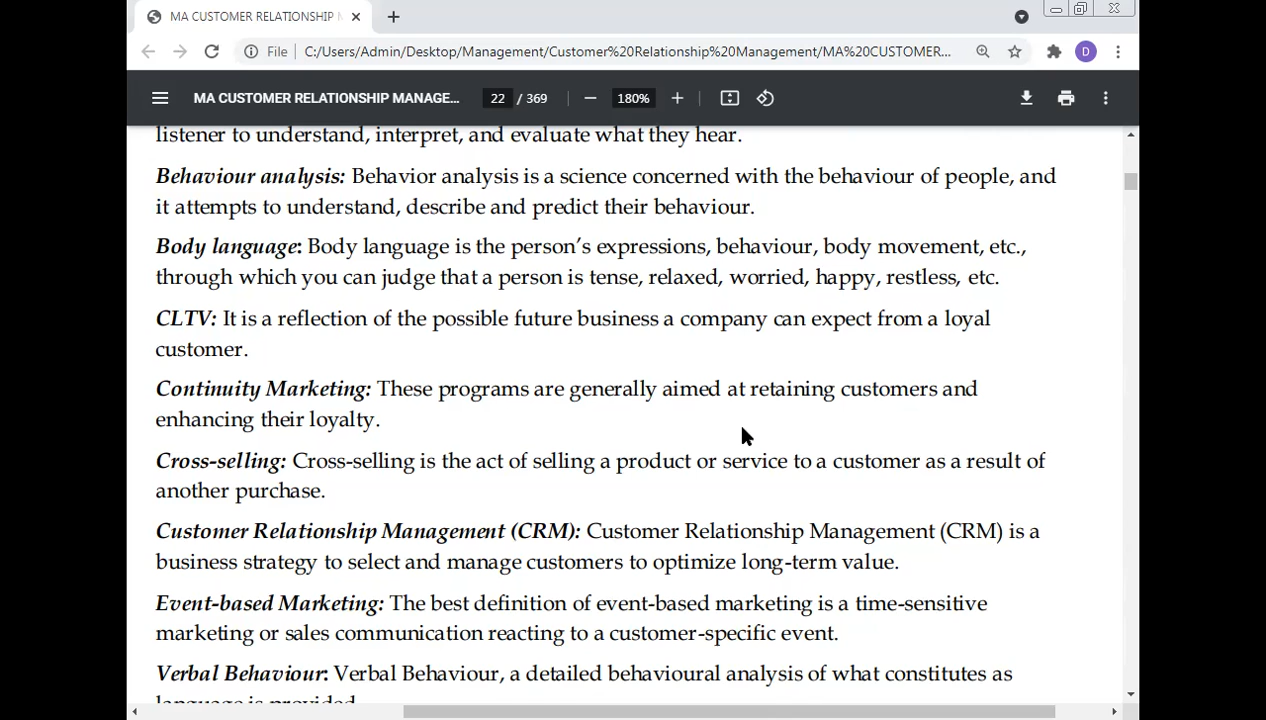 MA CUSTOMER RELATIONSHIP M
File C:/Users/Admin/Desktop/Management/Customer%20Relationship%20Management/MA%20CUSTOMER... D
MA CUSTOMER RELATIONSHIP MANAGE... 22 / 369 180%
listener to understand, interpret, and evaluate what they hear.
Behaviour analysis: Behavior analysis is a science concerned with the behaviour of people, and
it attempts to understand, describe and predict their behaviour.
Body language: Body language is the person’s expressions, behaviour, body movement, etc.,
through which you can judge that a person is tense, relaxed, worried, happy, restless, etc.
CLTV: It is a reflection of the possible future business a company can expect from a loyal
customer.
Continuity Marketing: These programs are generally aimed at retaining customers and
enhancing their loyalty.
Cross-selling: Cross-selling is the act of selling a product or service to a customer as a result of
another purchase.
Customer Relationship Management (CRM): Customer Relationship Management (CRM) is a
business strategy to select and manage customers to optimize long-term value.
Event-based Marketing: The best definition of event-based marketing is a time-sensitive
marketing or sales communication reacting to a customer-specific event.
Verbal Behaviour: Verbal Behaviour, a detailed behavioural analysis of what constitutes as
language is provided